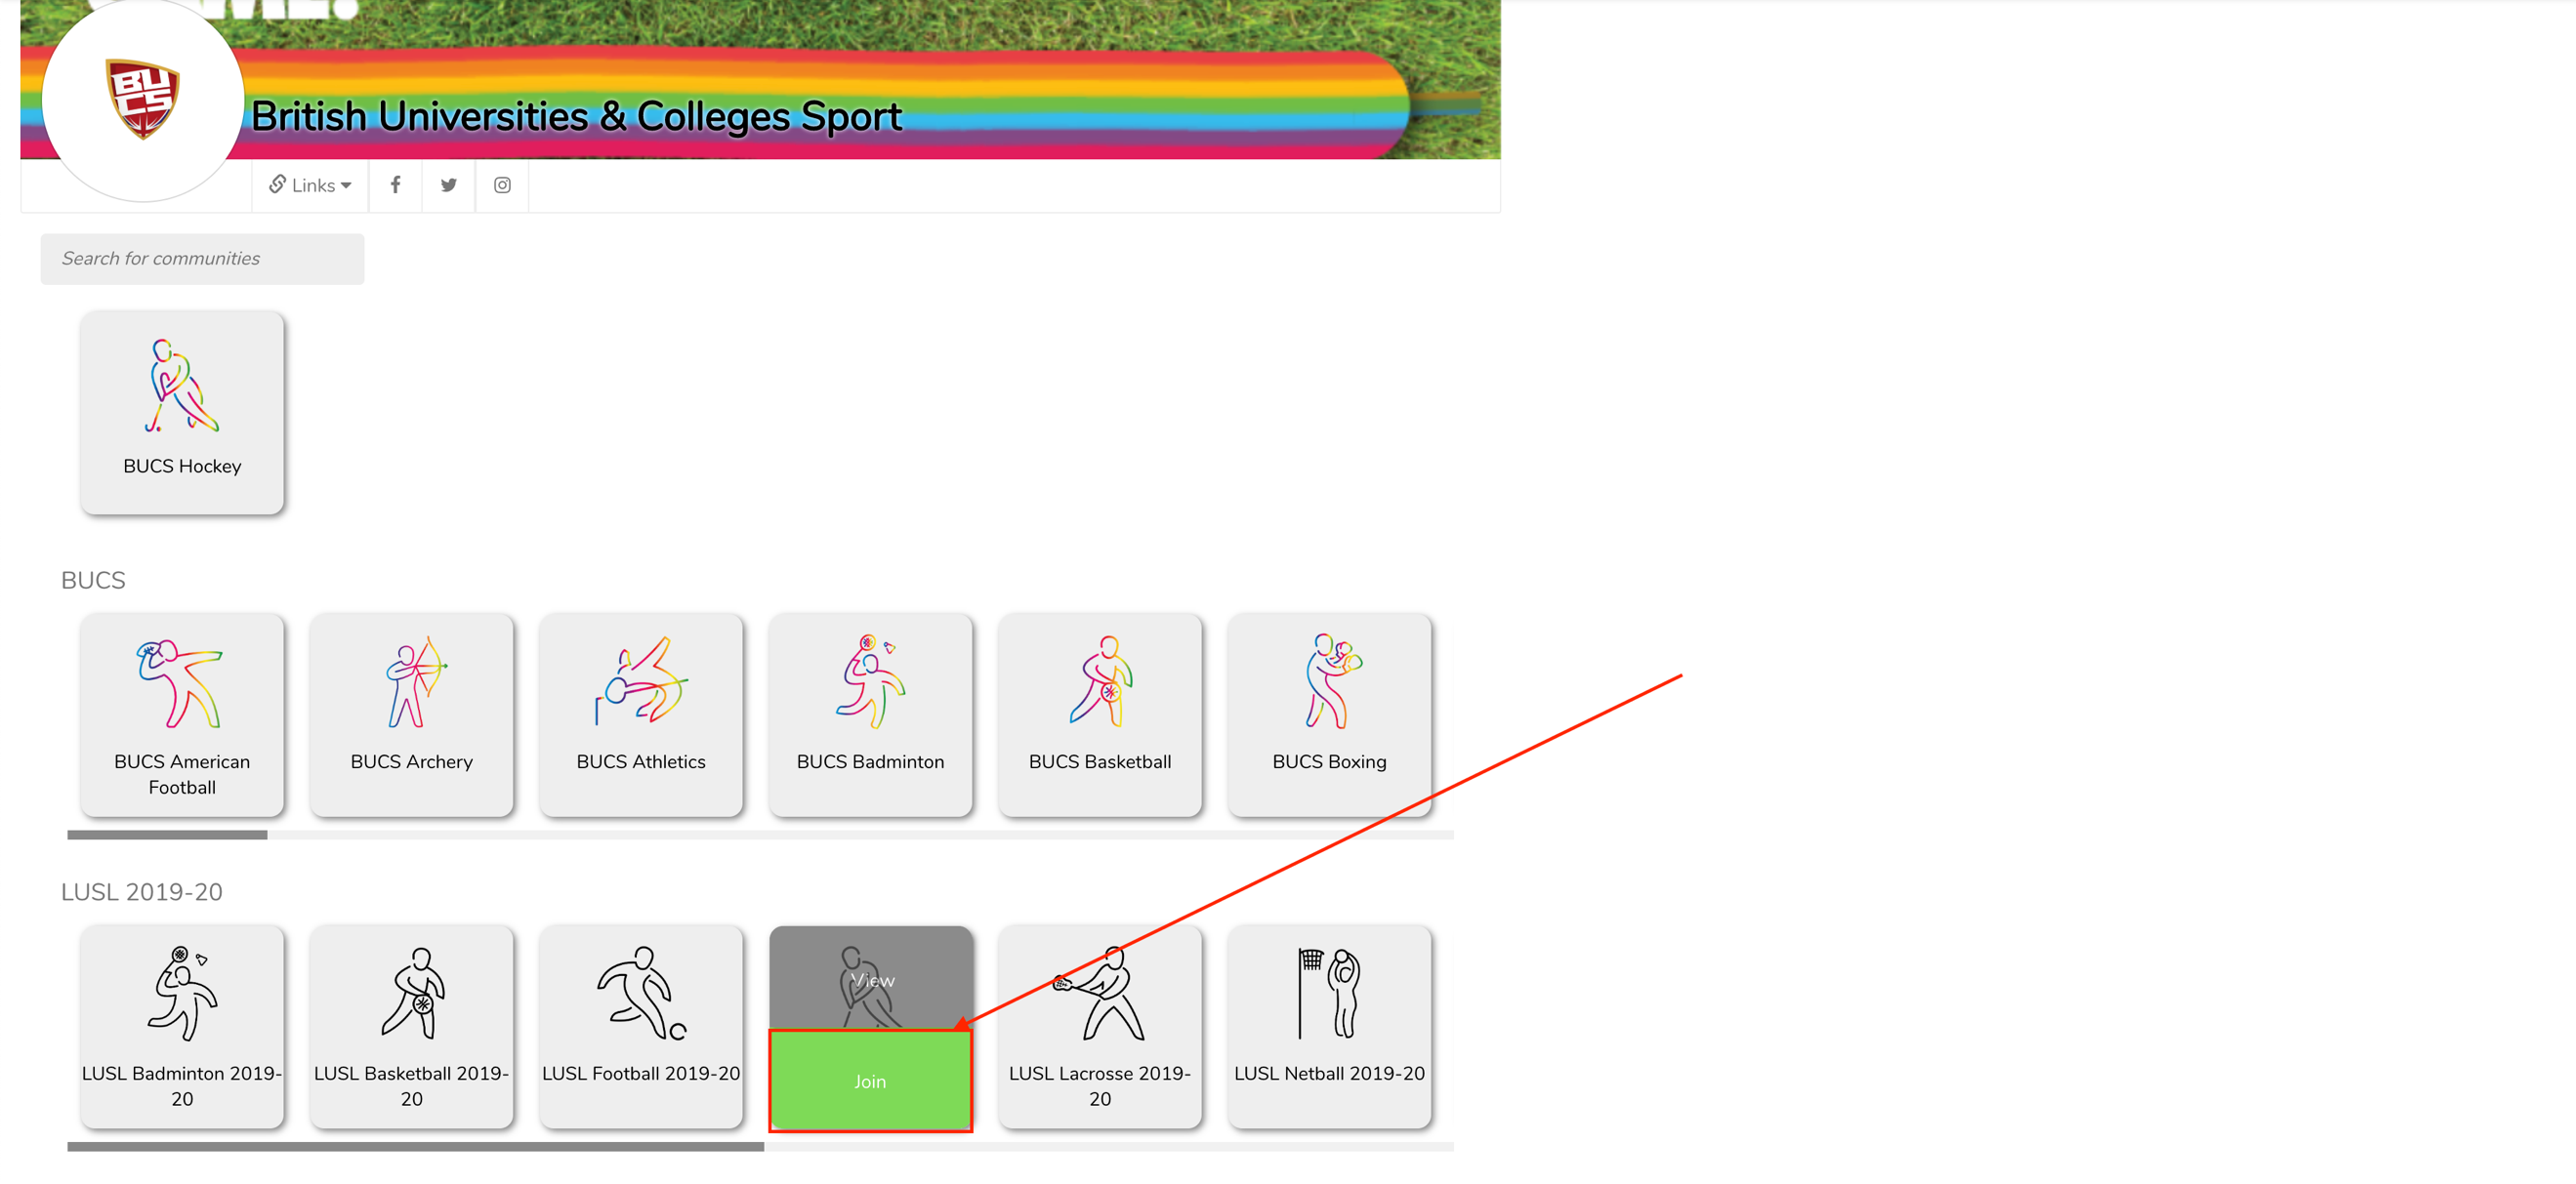 BU
CS
British Universities & Colleges Sport
Links
Search for communities
BUCS Hockey
BUCS
BUCS American
Football
BUCS Archery
BUCS Athletics
BUCS Badminton
BUCS Basketball
BUCS Boxing
LUSL 2019-20
LUSL Badminton 2019-
20
LUSL Basketball 2019-
20
LUSL Football 2019-20
View
Join
LUSL Lacrosse 2019-
20
LUSL Netball 2019-20